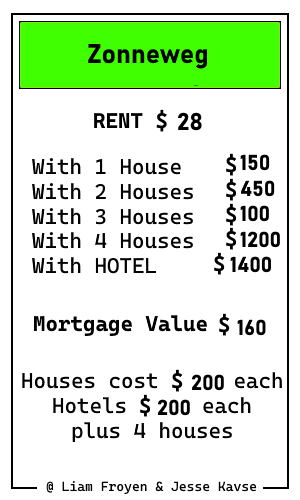 Zonneweg
RENT $ 28
With 1 House $150
With 2 Houses $450
With 3 Houses $100
With 4 Houses $1200
With HOTEL $1400
Mortgage Value $ 160
Houses cost $ 200 each
Hotels $ 200 each
plus 4 houses
@ Liam Froyen & Jesse Kavse